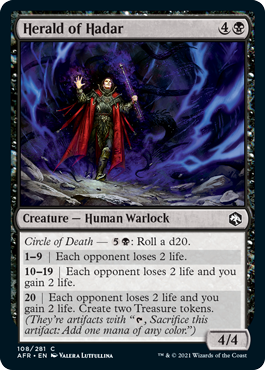 Herald of Hadar 4
Creature — Human Warlock
Circle of Death — 5 : Roll a d20.
1–9 | Each opponent loses 2 life.
10–19 | Each opponent loses 2 life and you
gain 2 life.
20 | Each opponent loses 2 life and you gain
2 life. Create two Treasure tokens.
(They're artifacts with “, Sacrifice this
artifact: Add one mana of any color.”)
4/4
108/281 C
AFR • EN Valera Lutfullina
™ & © 2021 Wizards of the Coast